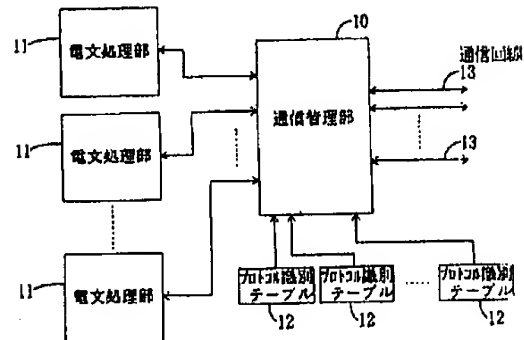 10
11
電文処理部
通信回線
13
11
電文処理部
通信管理部
13
11
電文処理部
プロトコル識別
テーブル
12
プロトコル識別
テーブル
12
プロトコル識別
テーブル
12